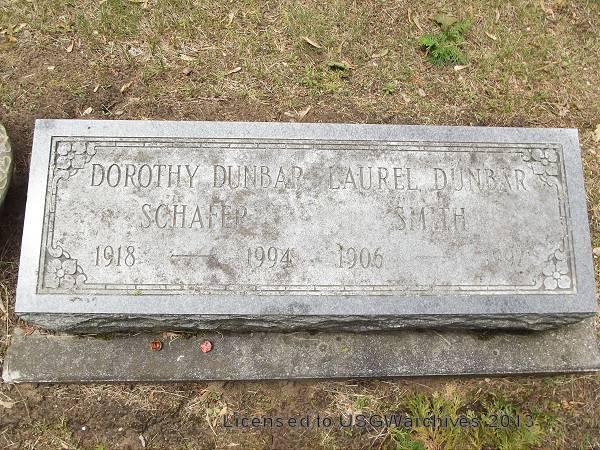 DOROTHY DUNBAR
SCHAFER
1918 — 1994
LAUREL DUNBAR
SMITH
1906 —
Licensed to USGWarchives 2013